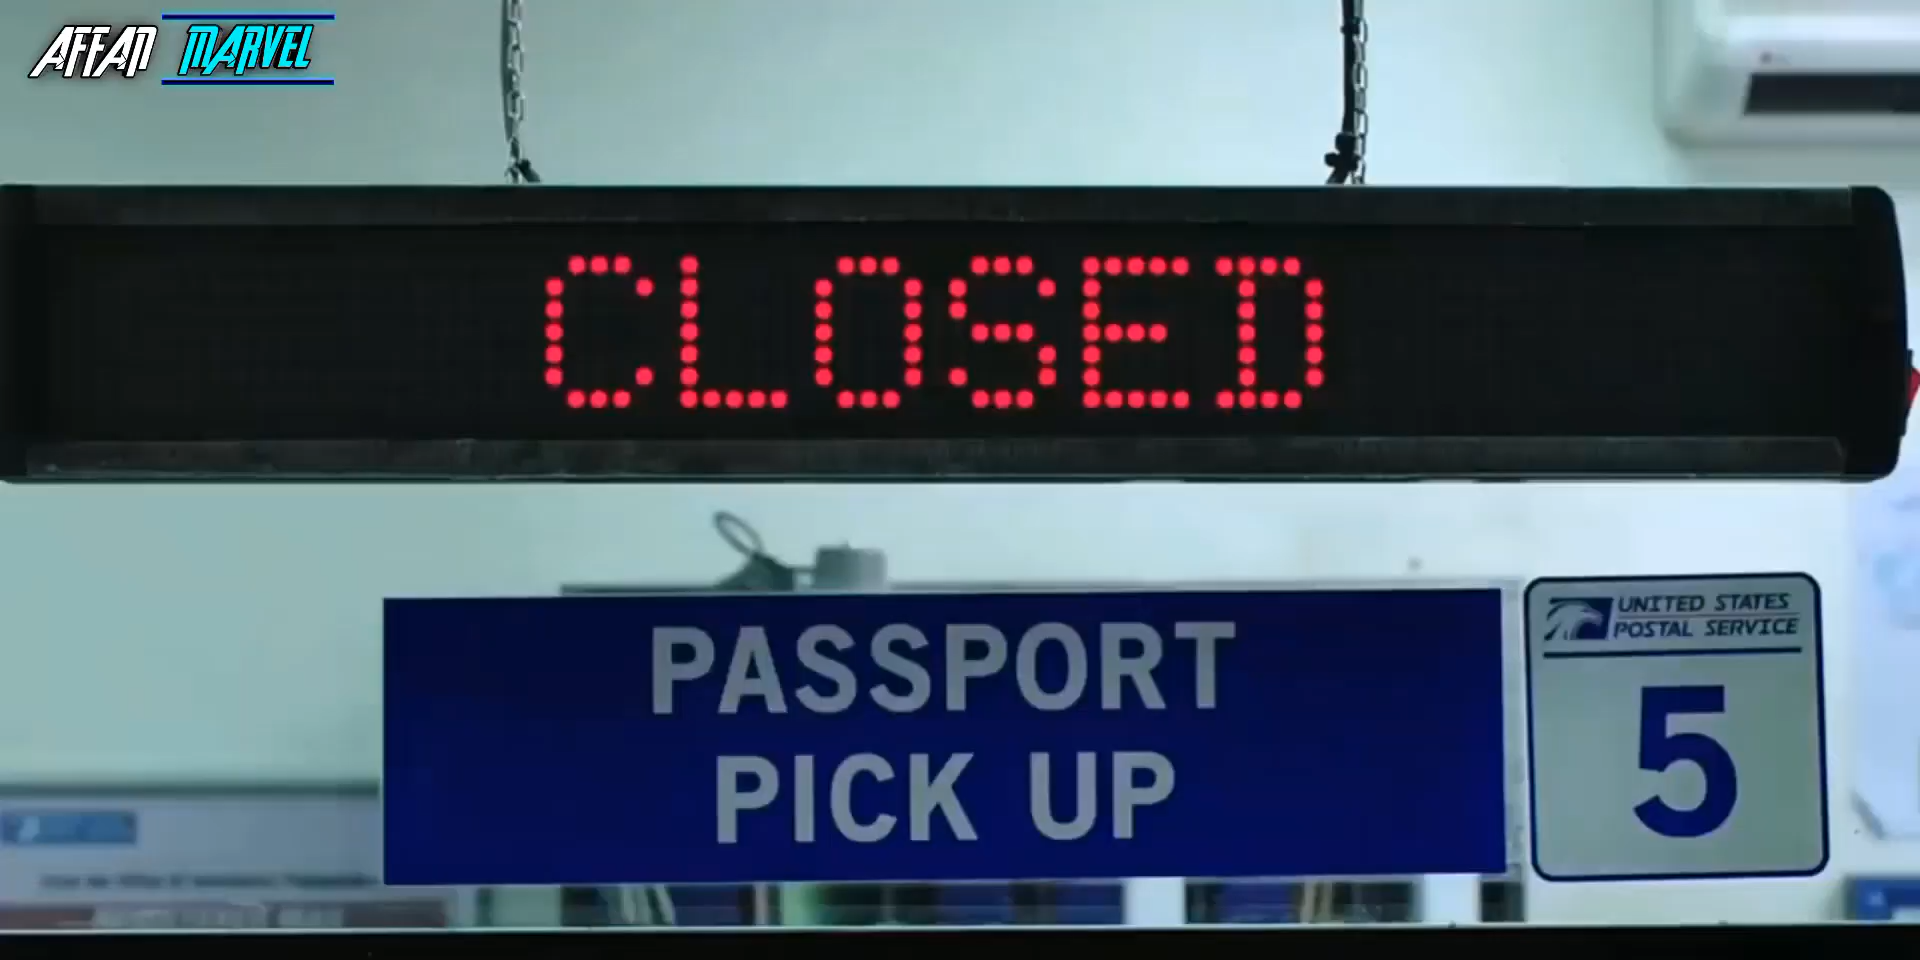 AFFAN MARVEL
CLOSED
PASSPORT
PICK UP
UNITED STATES
POSTAL SERVICE
5